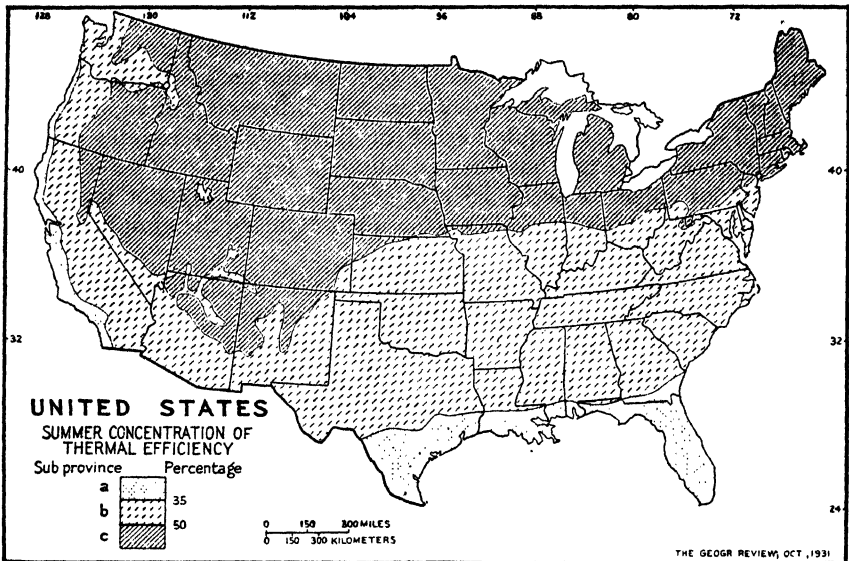 128 120 112 104 96 88 80 72
40 40
32 32
24
UNITED STATES
SUMMER CONCENTRATION OF
THERMAL EFFICIENCY
Sub province Percentage
a
35
b
50
c
0 150 300 MILES
0 150 300 KILOMETERS
THE GEOGR REVIEW, OCT, 1931